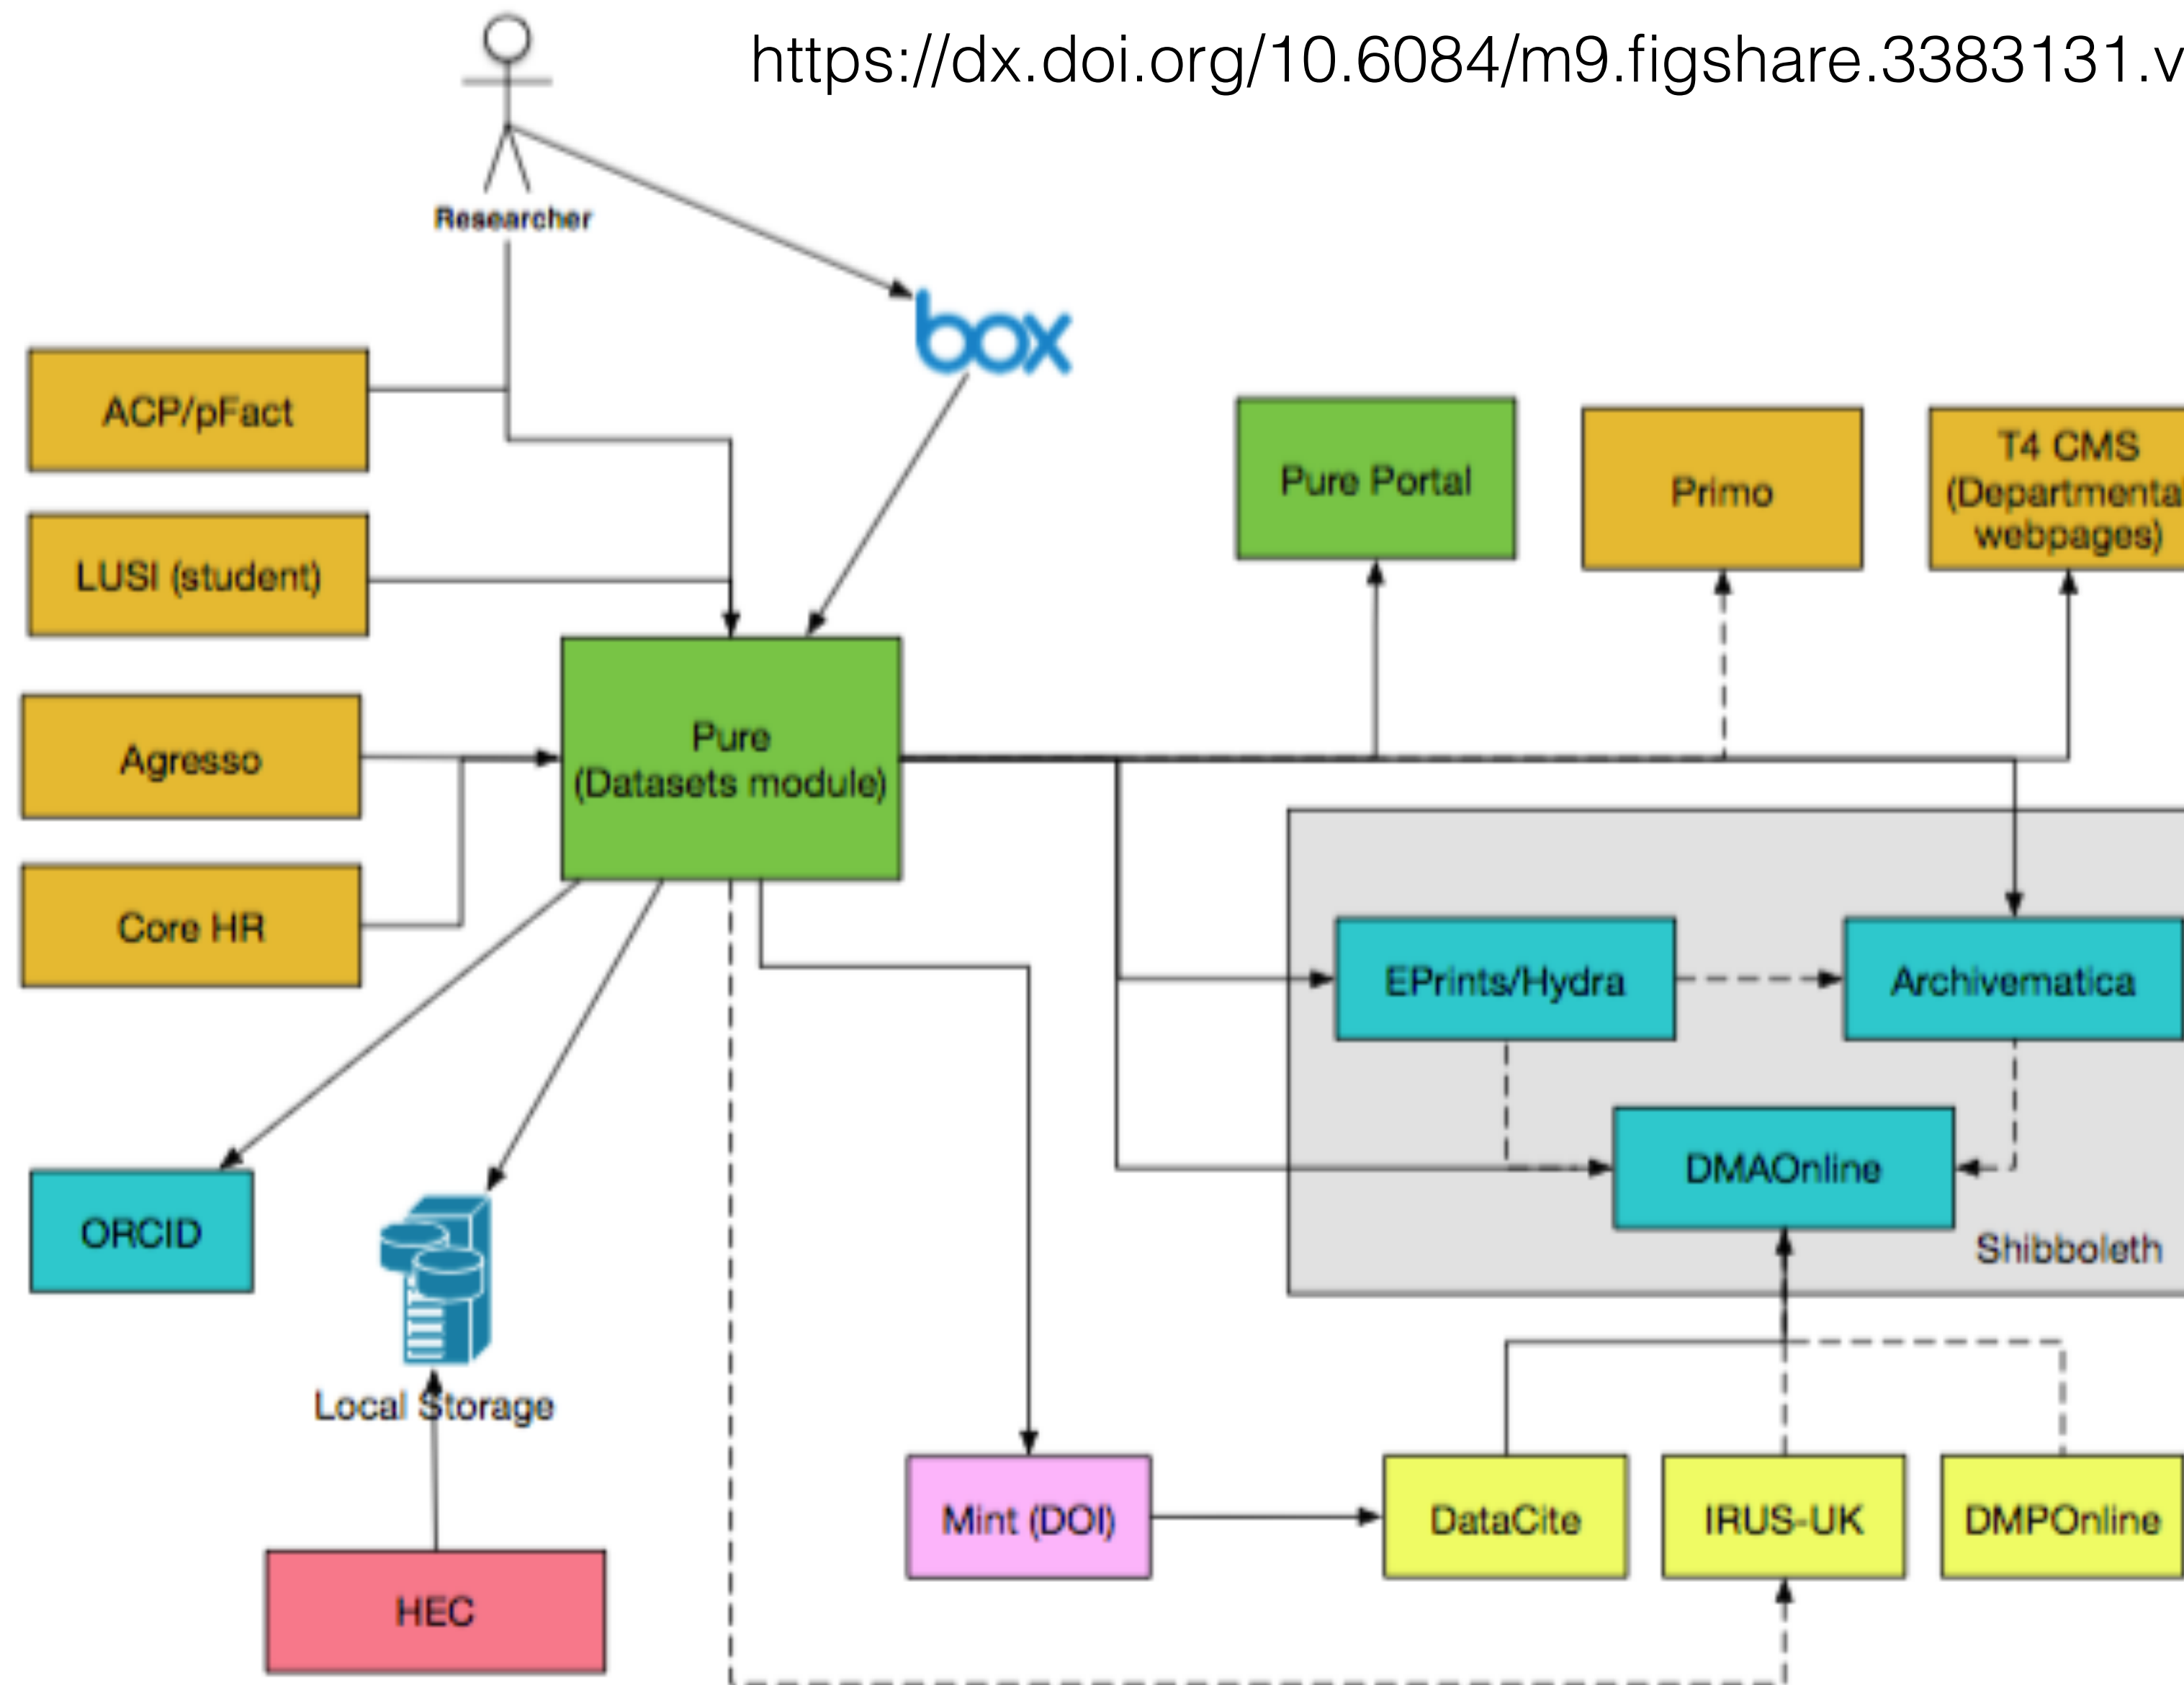 https://dx.doi.org/10.6084/m9.figshare.3383131.v
Researcher
box
ACP/pFact
LUSI (student)
Agresso
Core HR
Pure
(Datasets module)
Pure Portal
Primo
T4 CMS
(Departmental
webpages)
EPrints/Hydra
Archivematica
DMAOnline
Shibboleth
ORCID
Local Storage
HEC
Mint (DOI)
DataCite
IRUS-UK
DMPOnline